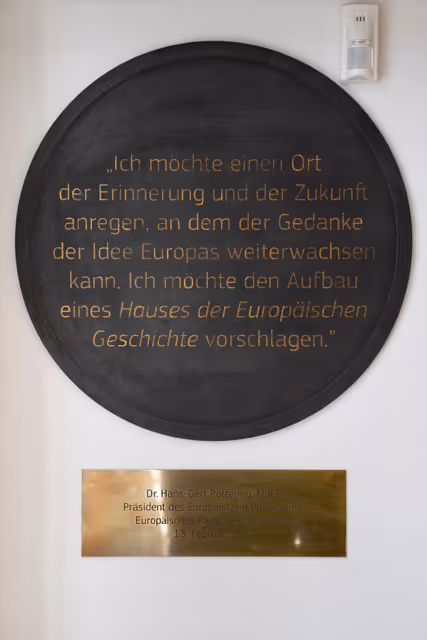 „Ich möchte einen Ort
der Erinnerung und der Zukunft
anregen, an dem der Gedanke
der Idee Europas weiterwachsen
kann. Ich möchte den Aufbau
eines Hauses der Europäischen
Geschichte vorschlagen.”
Dr. Hans-Gert Pöttering, MdEP
Präsident des Europäischen Parlaments
Europäisches
13. Februar